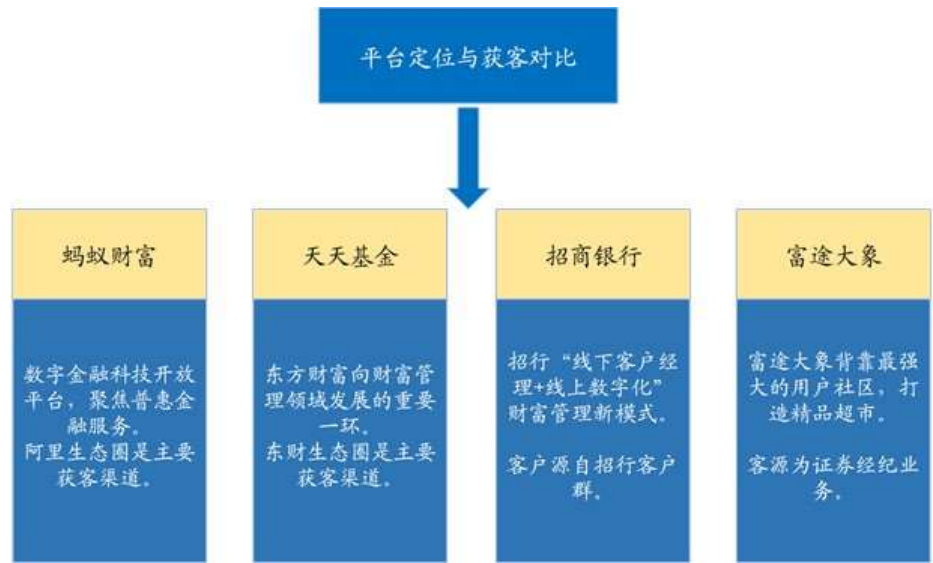 平台定位与获客对比
蚂蚁财富
数字金融科技开放
平台，聚焦普惠金
融服务。
阿里生态圈是主要
获客渠道。
天天基金
东方财富向财富管
理领域发展的重要
一环。
东财生态圈是主要
获客渠道。
招商银行
招行“线下客户经
理+线上数字化”
财富管理新模式。
客户源自招行客户
群。
富途大象
富途大象背靠最强
大的用户社区，打
造精品超市。
客源为证券经纪业
务。